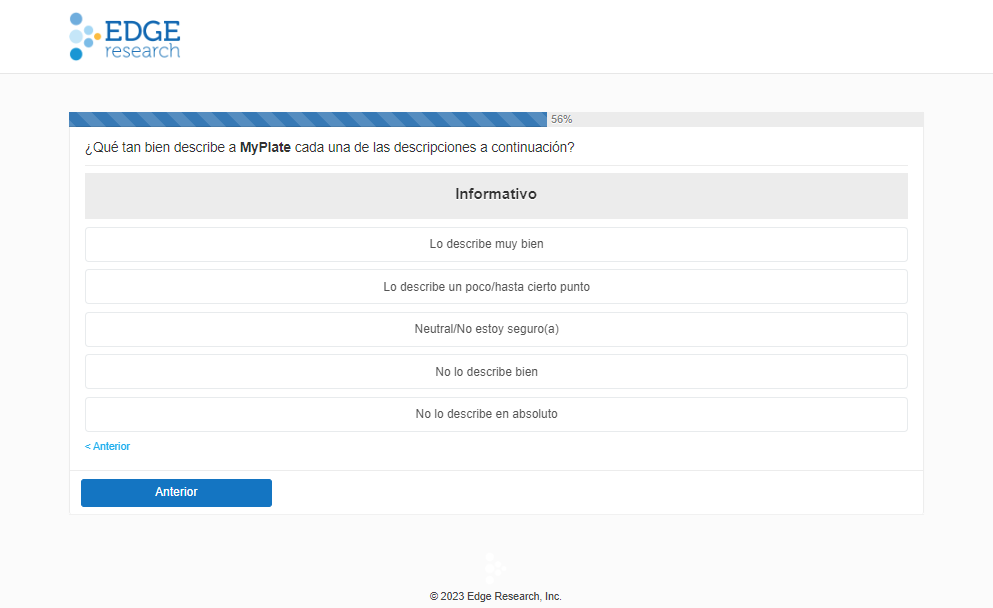 EDGE
research
56%
¿Qué tan bien describe a MyPlate cada una de las descripciones a continuación?
Informativo
Lo describe muy bien
Lo describe un poco/hasta cierto punto
Neutral/No estoy seguro(a)
No lo describe bien
No lo describe en absoluto
< Anterior
Anterior
© 2023 Edge Research, Inc.